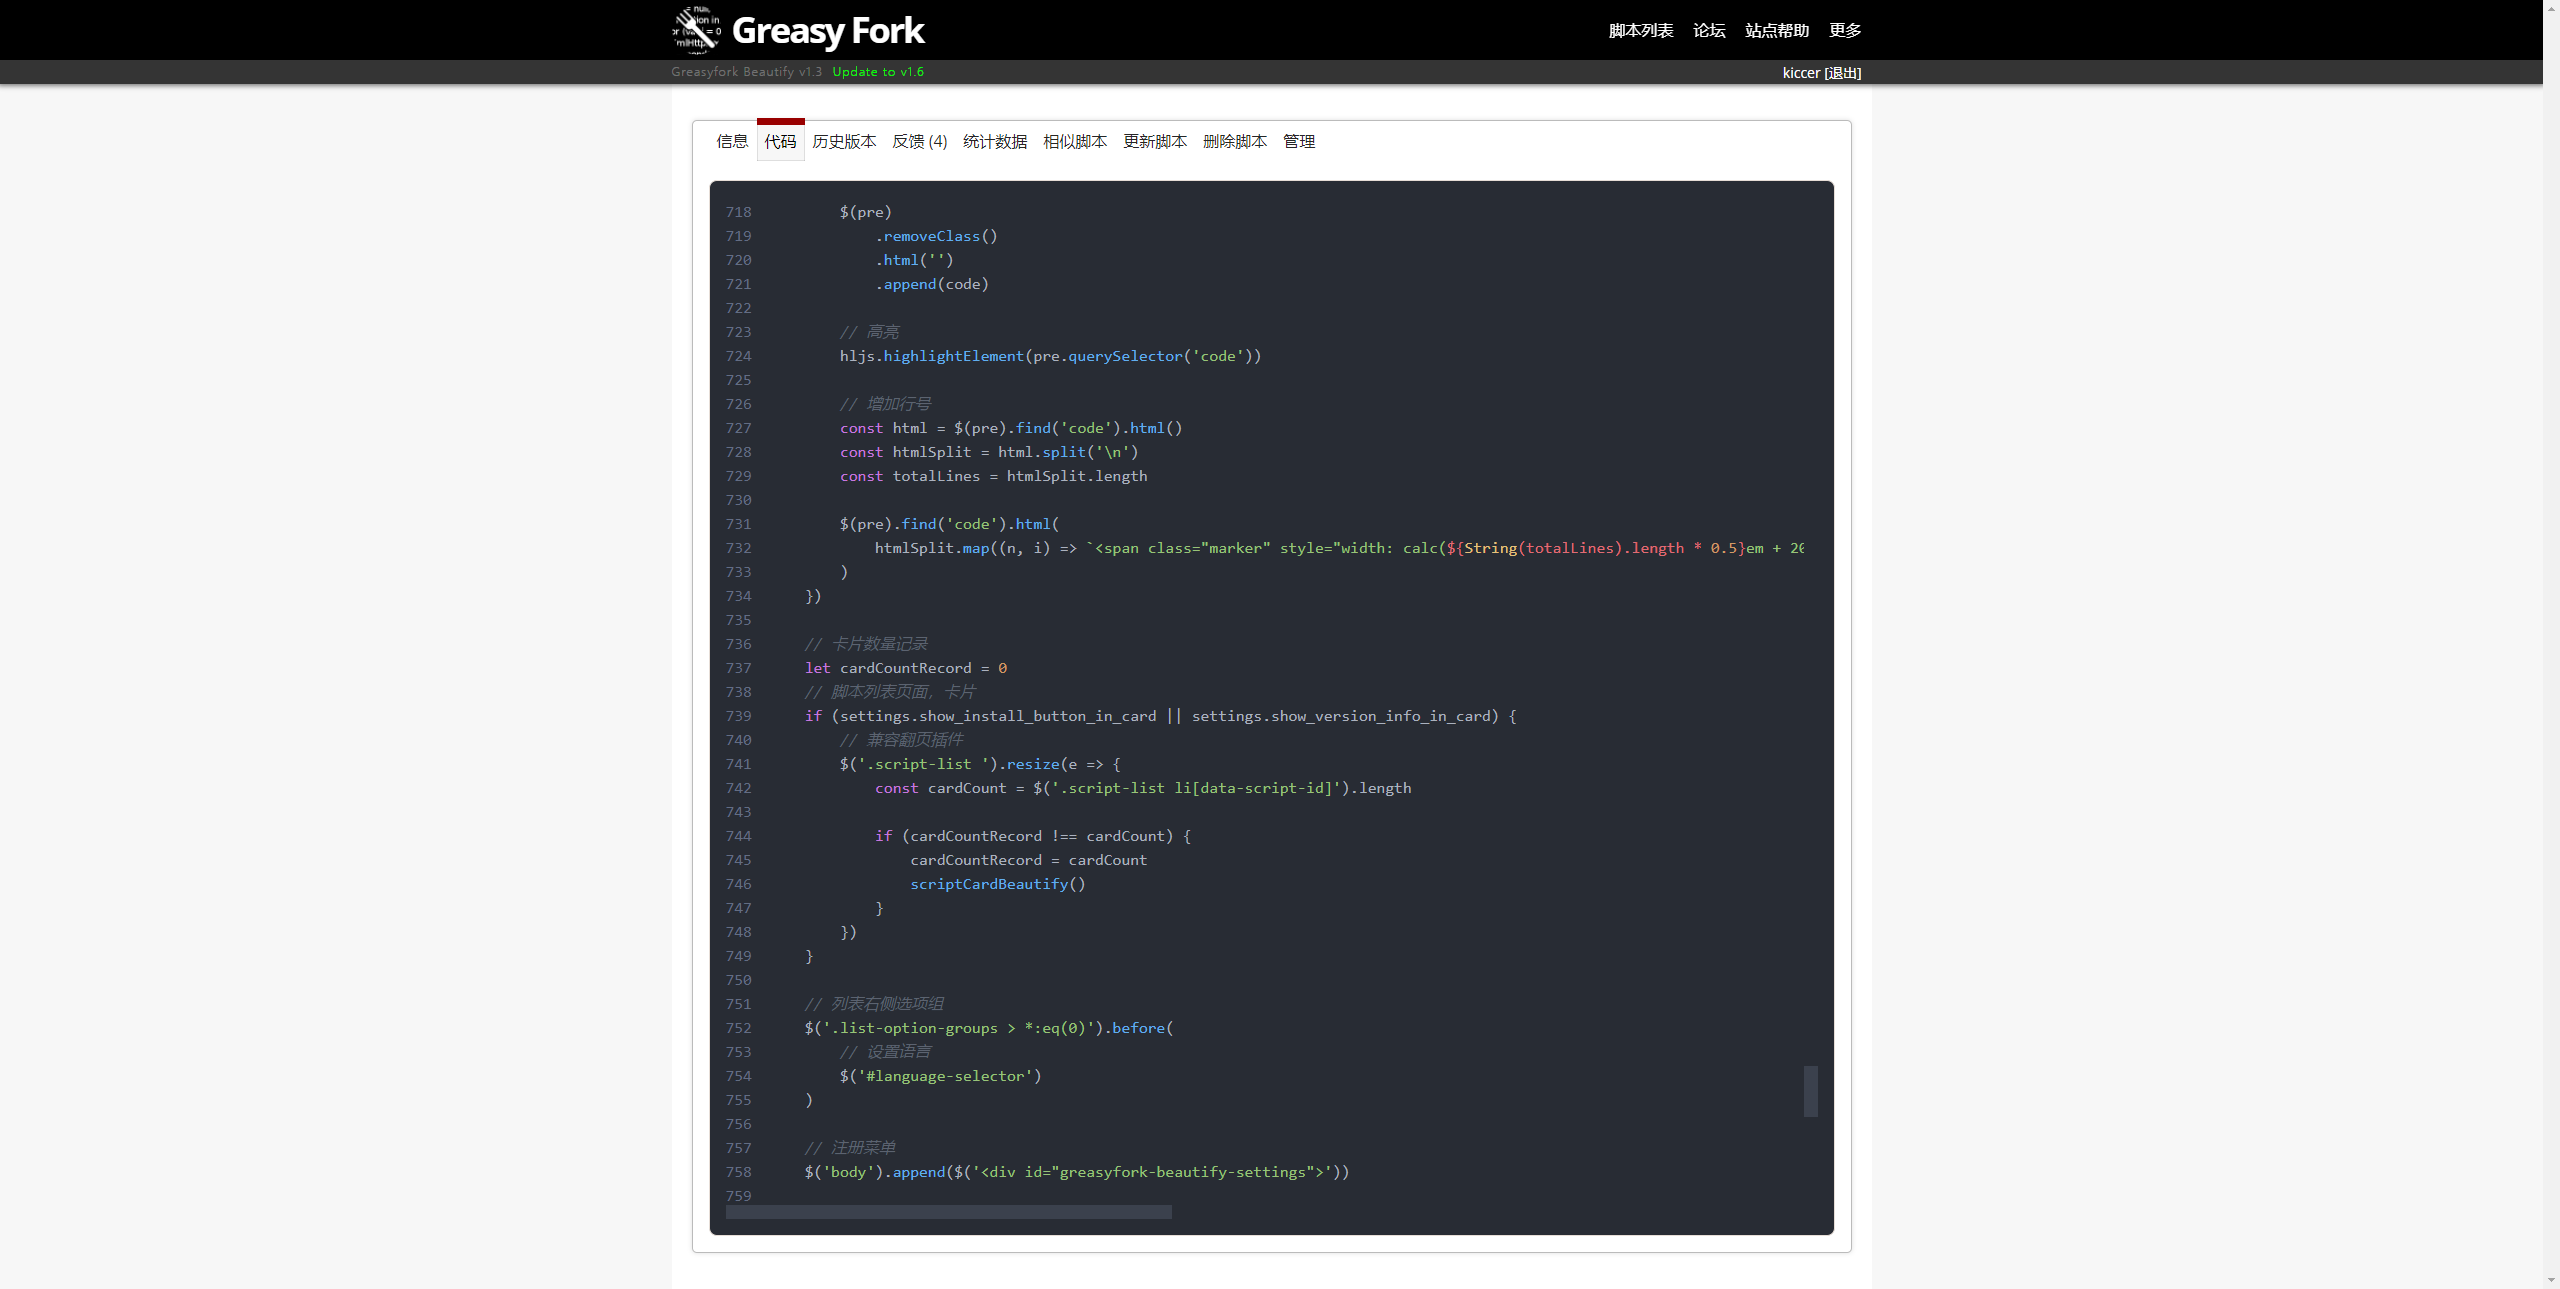 Greasy Fork
脚本列表 论坛 站点帮助 更多
Greasyfork Beautify v1.3 Update to v1.6
kiccer [退出]
信息 代码 历史版本 反馈 (4) 统计数据 相似脚本 更新脚本 删除脚本 管理
718 $(pre)
719 .removeClass()
720 .html('')
721 .append(code)
722
723 // 高亮
724 hljs.highlightElement(pre.querySelector('code'))
725
726 // 增加行号
727 const html = $(pre).find('code').html()
728 const htmlSplit = html.split('\n')
729 const totalLines = htmlSplit.length
730
731 $(pre).find('code').html(
732 htmlSplit.map((n, i) => `<span class="marker" style="width: calc(${String(totalLines).length * 0.5}em + 20
733 )
734 })
735
736 // 卡片数量记录
737 let cardCountRecord = 0
738 // 脚本列表页面，卡片
739 if (settings.show_install_button_in_card || settings.show_version_info_in_card) {
740 // 兼容翻页插件
741 $('.script-list ').resize(e => {
742 const cardCount = $('.script-list li[data-script-id]').length
743
744 if (cardCountRecord !== cardCount) {
745 cardCountRecord = cardCount
746 scriptCardBeautify()
747 }
748 })
749 }
750
751 // 列表右侧选项组
752 $('.list-option-groups > *:eq(0)').before(
753 // 设置语言
754 $('#language-selector')
755 )
756
757 // 注册菜单
758 $('body').append($('<div id="greasyfork-beautify-settings">'))
759